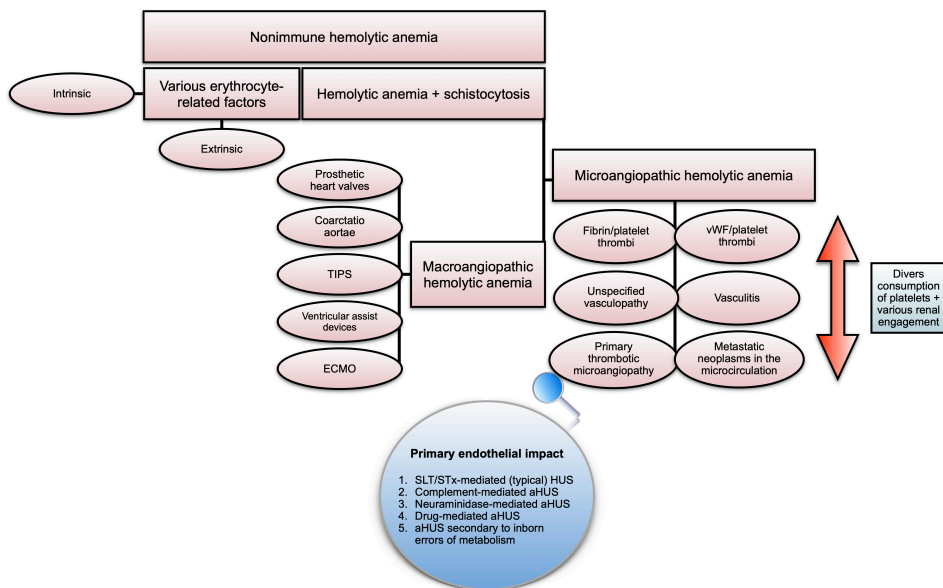 Nonimmune hemolytic anemia
Intrinsic
Various erythrocyte-
related factors
Hemolytic anemia + schistocytosis
Extrinsic
Prosthetic
heart valves
Coarctatio
aortae
TIPS
Ventricular assist
devices
ECMO
Macroangiopathic
hemolytic anemia
Microangiopathic hemolytic anemia
Fibrin/platelet
thrombi
vWF/platelet
thrombi
Unspecified
vasculopathy
Vasculitis
Primary
thrombotic
microangiopathy
Metastatic
neoplasms in the
microcirculation
Divers
consumption
of platelets +
various renal
engagement
Primary endothelial impact
1. SLT/STx-mediated (typical) HUS
2. Complement-mediated aHUS
3. Neuraminidase-mediated aHUS
4. Drug-mediated aHUS
5. aHUS secondary to inborn
errors of metabolism